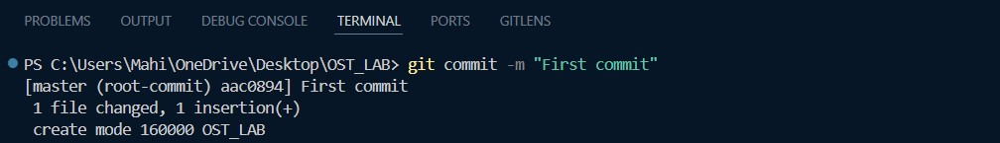 PROBLEMS OUTPUT DEBUG CONSOLE TERMINAL PORTS GITLENS
PS C:\Users\Mahi\OneDrive\Desktop\OST_LAB> git commit -m "First commit"
[master (root-commit) aac0894] First commit
 1 file changed, 1 insertion(+)
 create mode 160000 OST_LAB